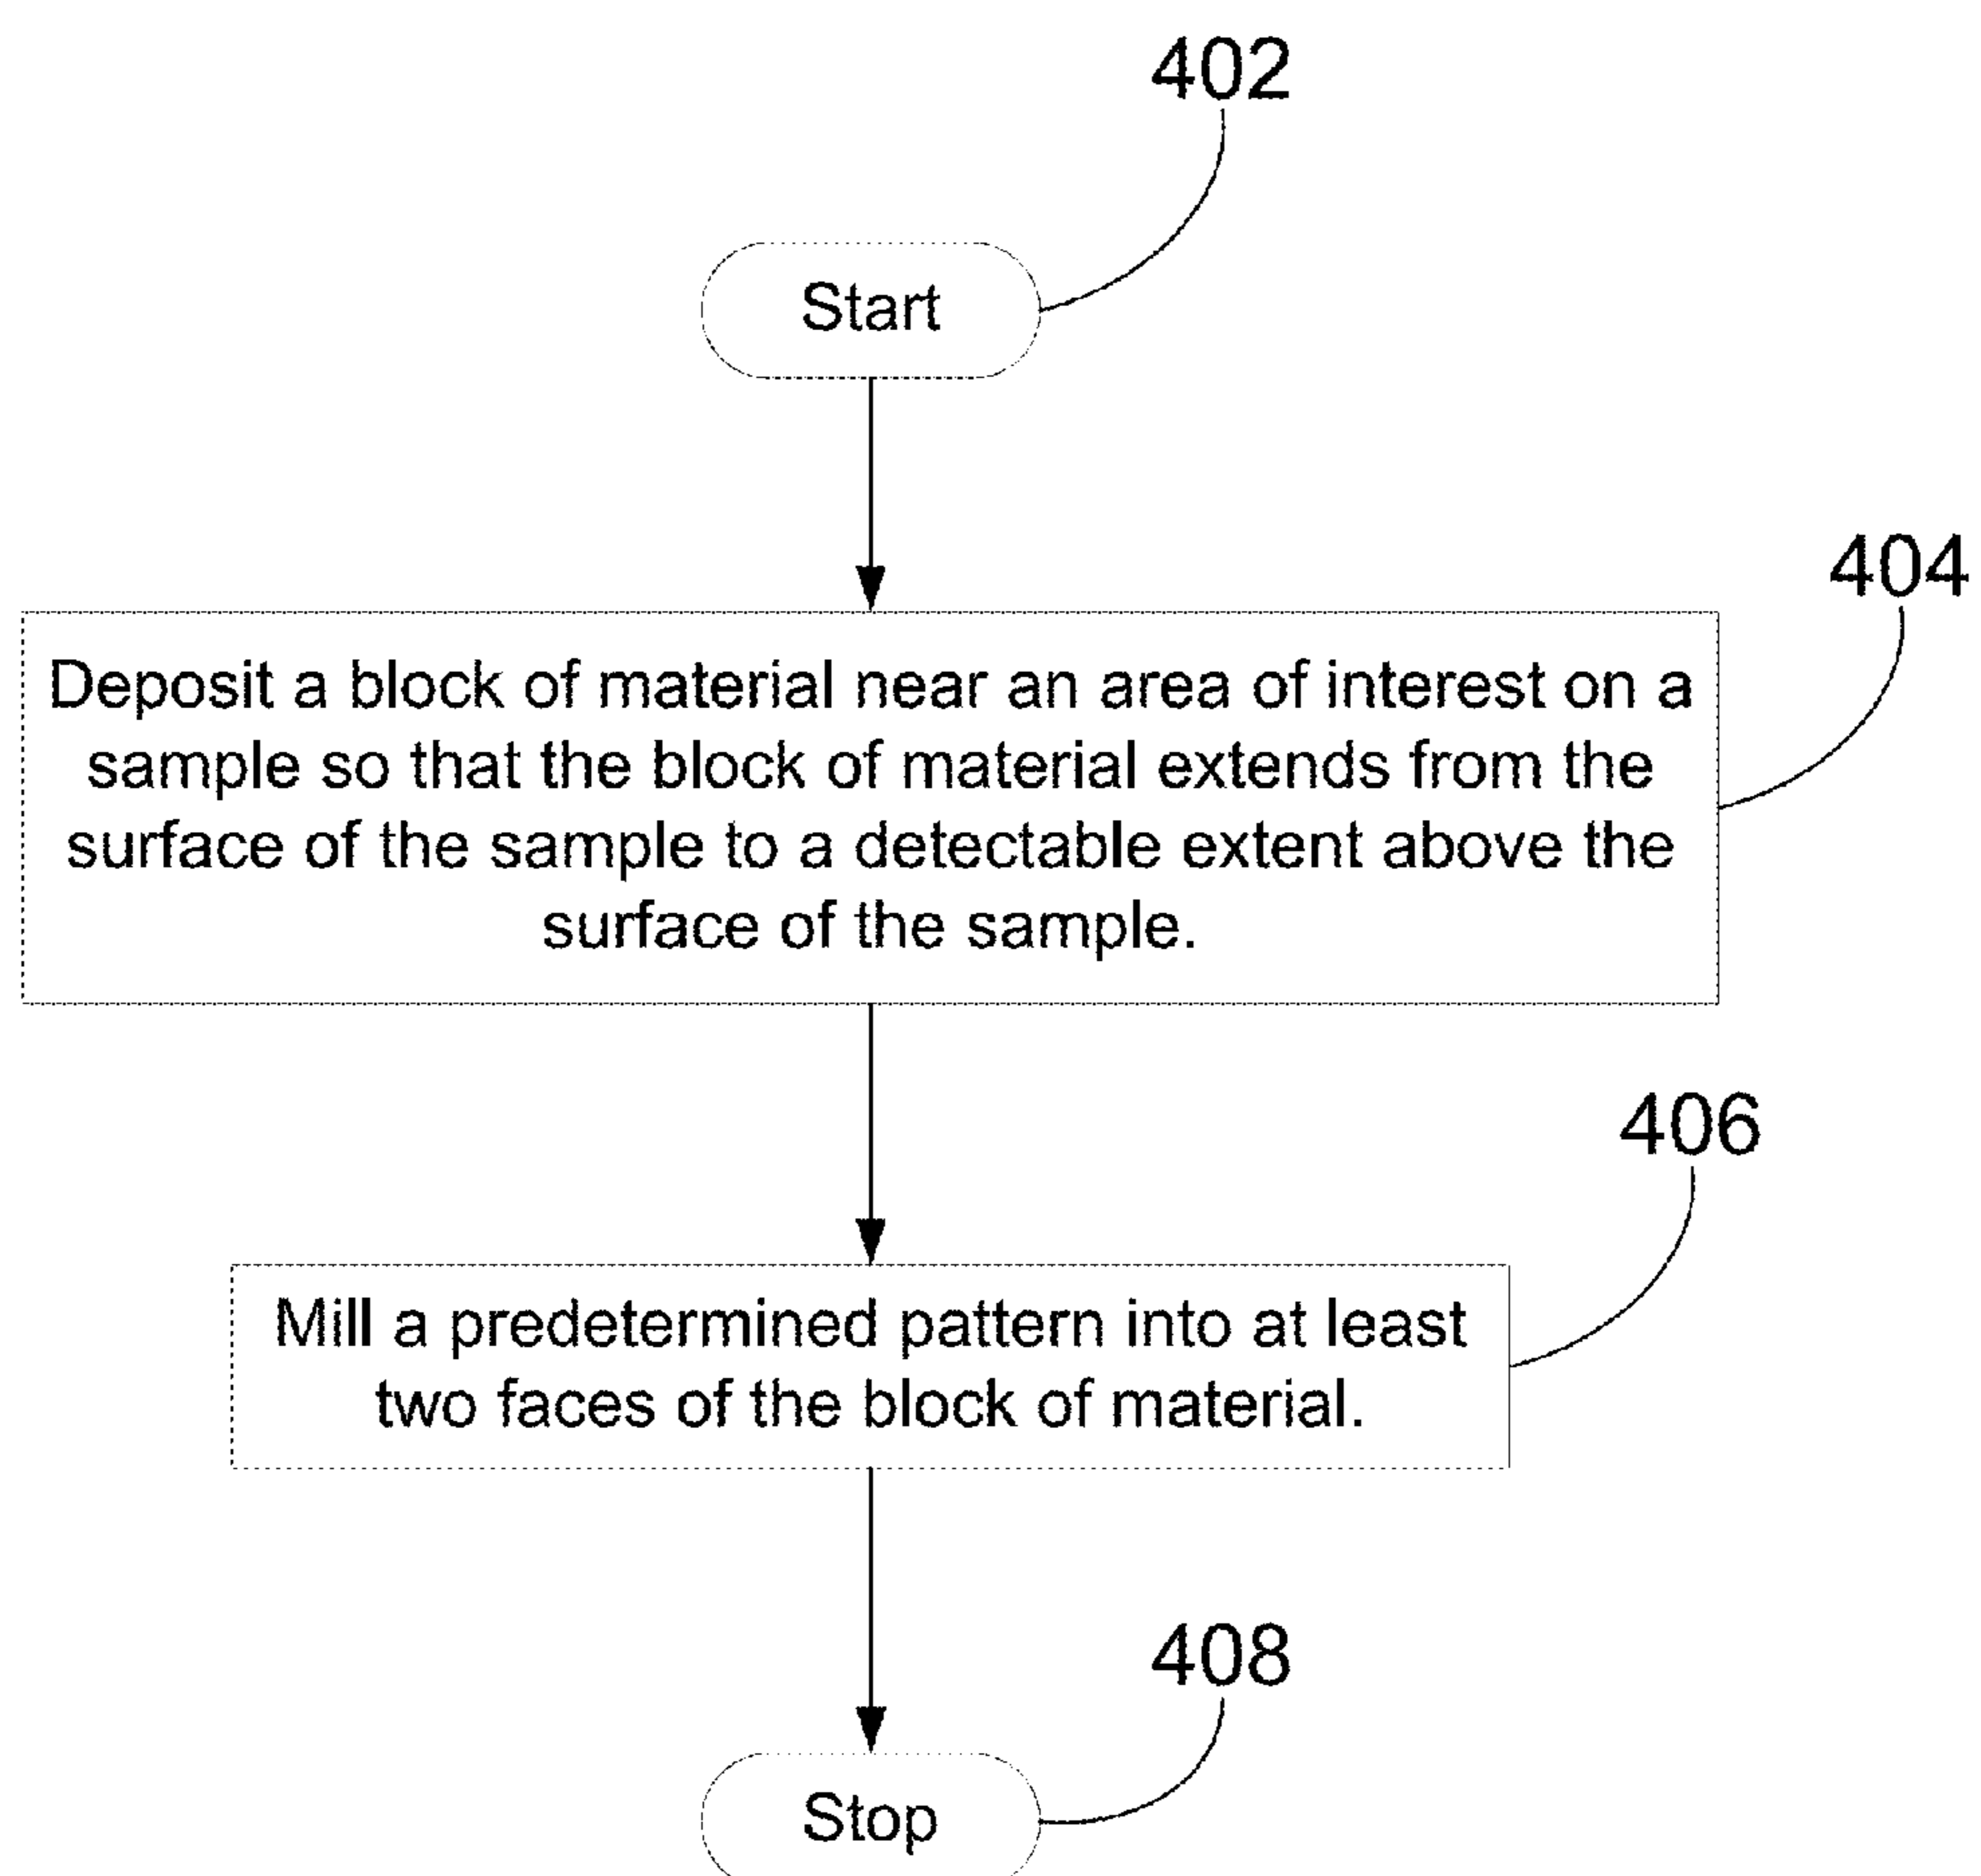 402
Start
404
Deposit a block of material near an area of interest on a
sample so that the block of material extends from the
surface of the sample to a detectable extent above the
surface of the sample.
406
Mill a predetermined pattern into at least
two faces of the block of material.
408
Stop